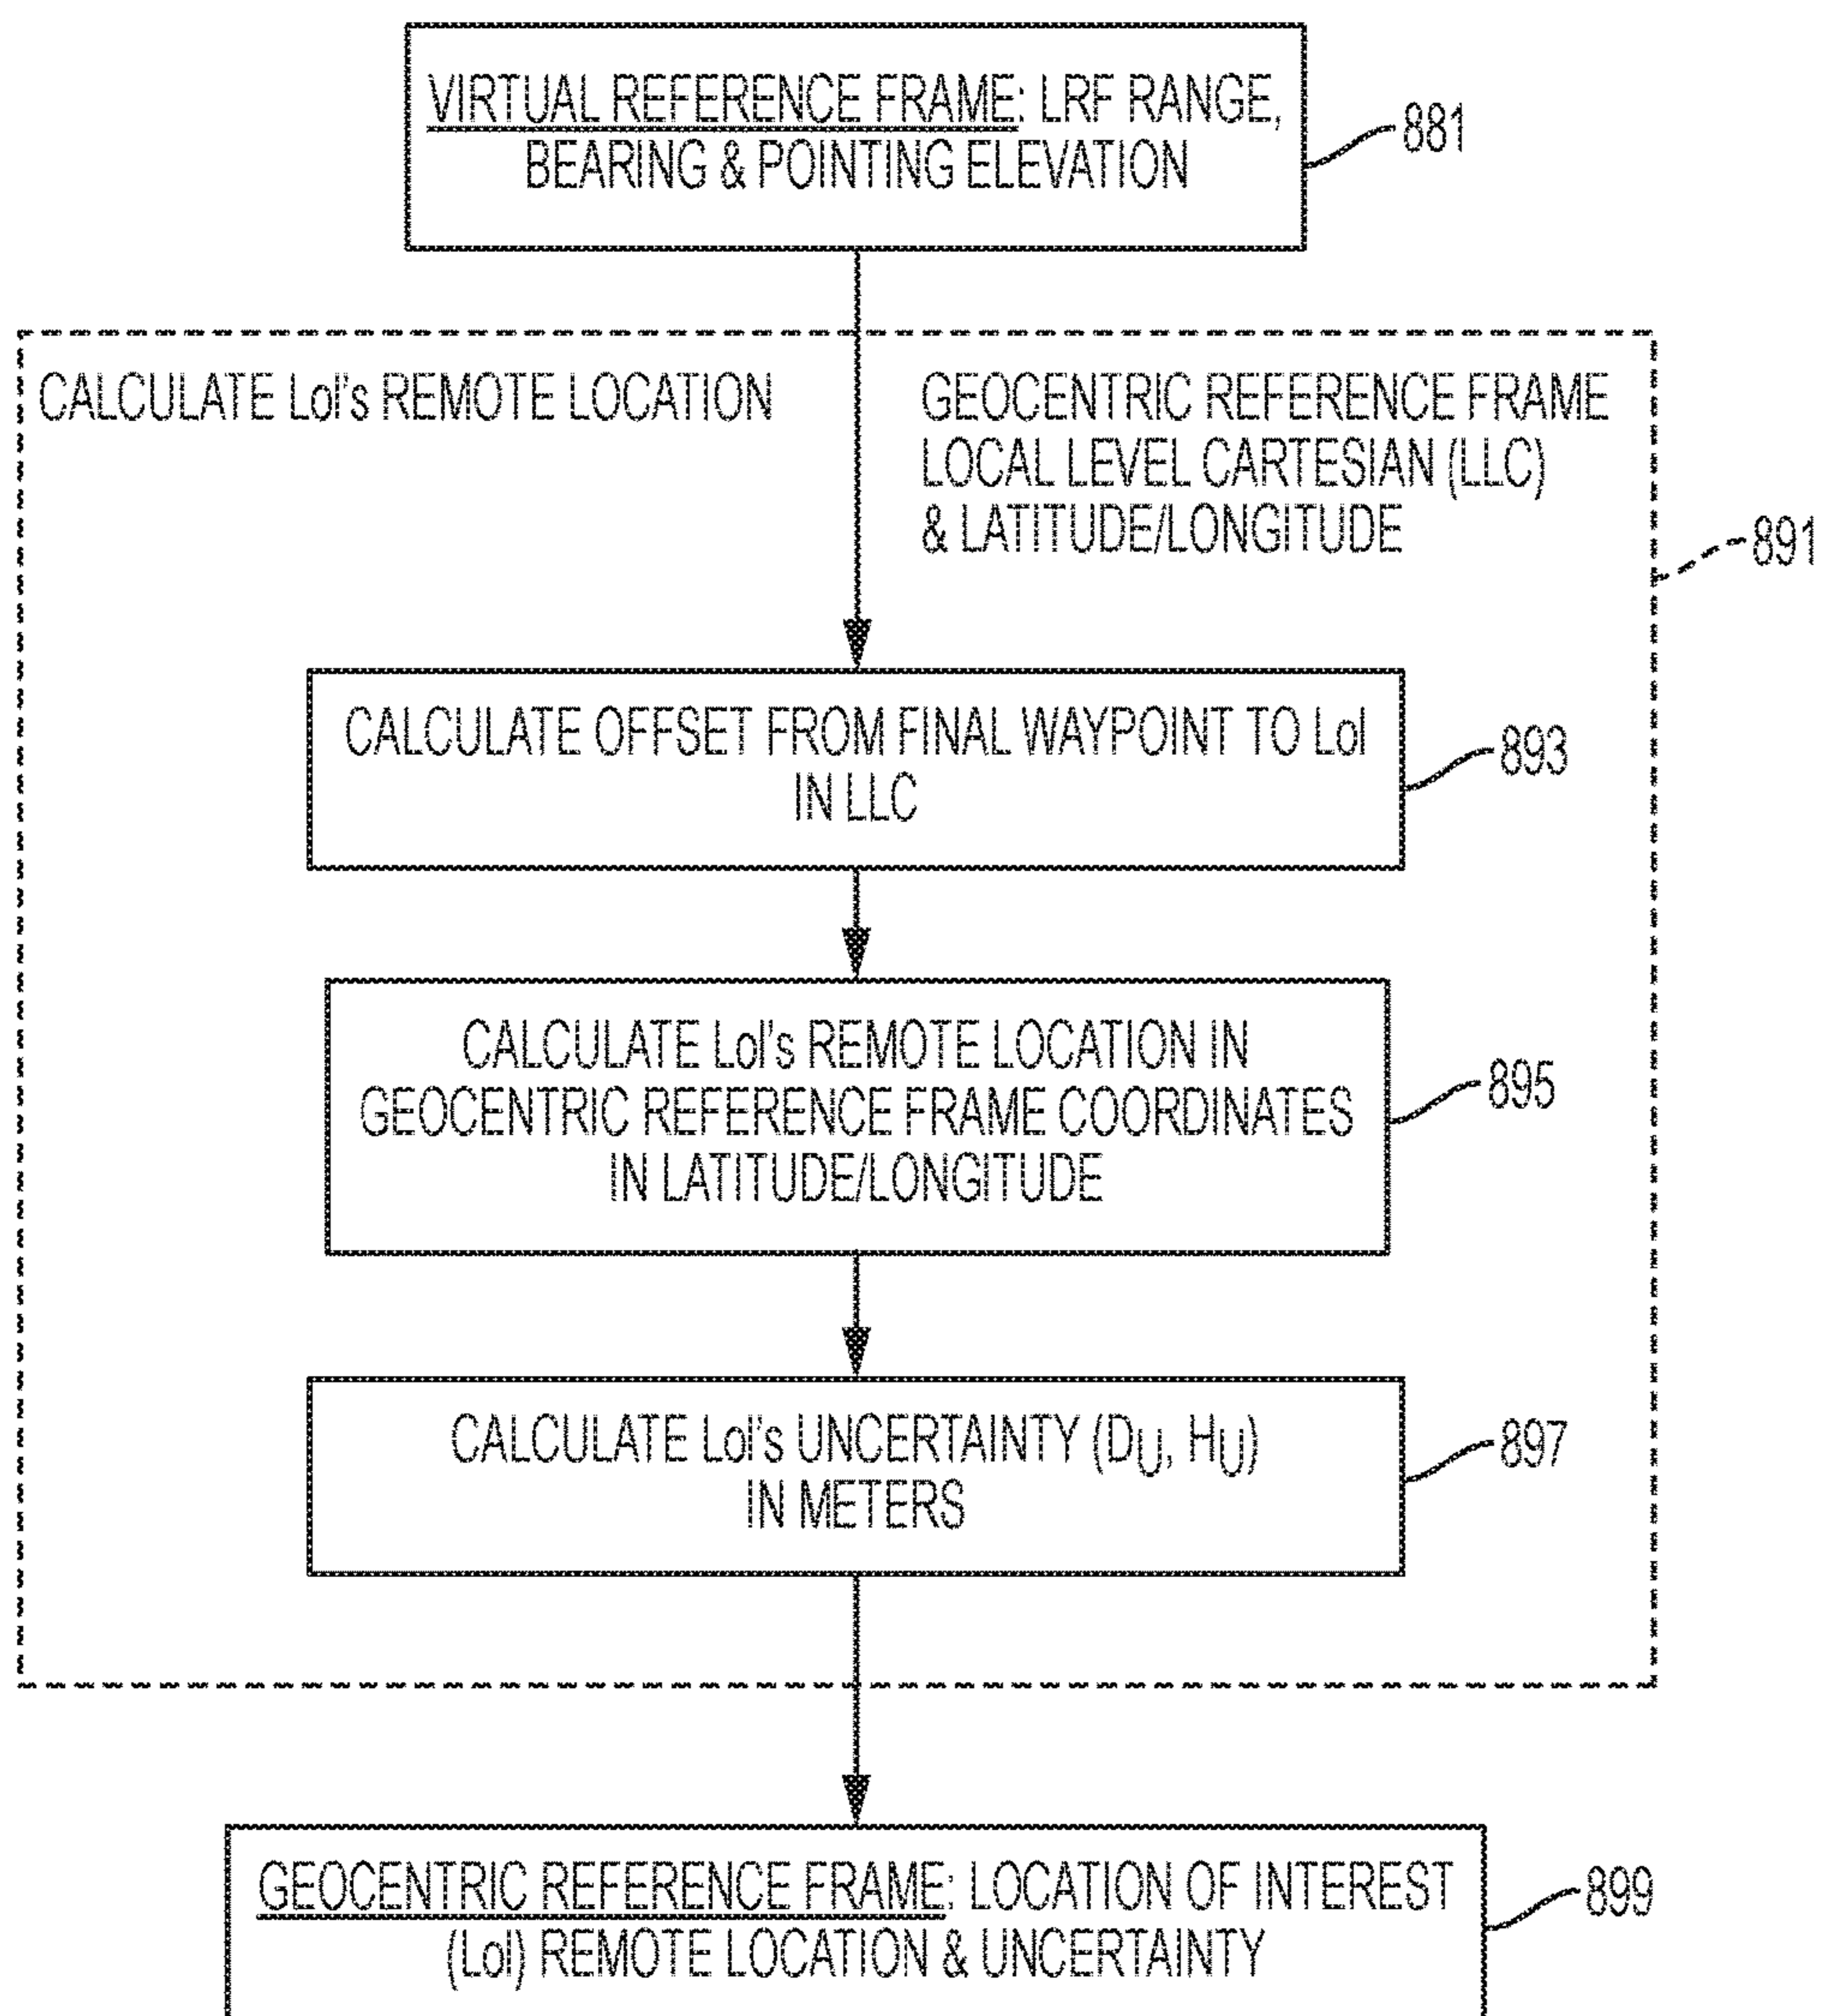 VIRTUAL REFERENCE FRAME: LRF RANGE,
BEARING & POINTING ELEVATION
881
CALCULATE LoI's REMOTE LOCATION
GEOCENTRIC REFERENCE FRAME
LOCAL LEVEL CARTESIAN (LLC)
& LATITUDE/LONGITUDE
891
CALCULATE OFFSET FROM FINAL WAYPOINT TO LoI
IN LLC
893
CALCULATE LoI's REMOTE LOCATION IN
GEOCENTRIC REFERENCE FRAME COORDINATES
IN LATITUDE/LONGITUDE
895
CALCULATE LoI's UNCERTAINTY (DU, HU)
IN METERS
897
GEOCENTRIC REFERENCE FRAME: LOCATION OF INTEREST
(LoI) REMOTE LOCATION & UNCERTAINTY
899